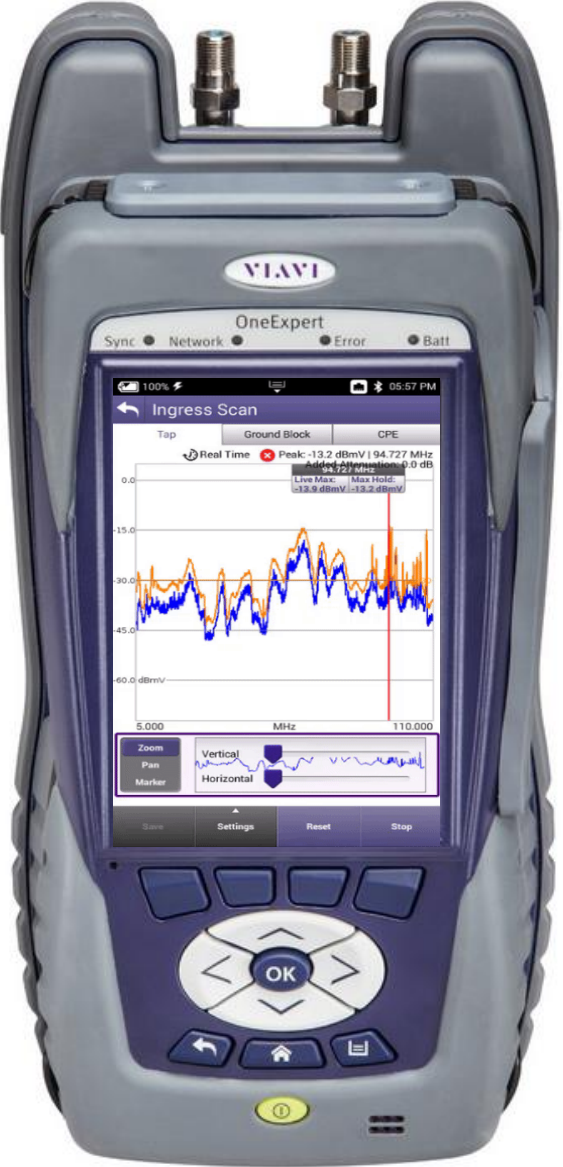 VIAVI
OneExpert
Sync Network Error Batt
100% 05:57 PM
Ingress Scan
Tap Ground Block CPE
Real Time Peak: -13.2 dBmV | 94.727 MHz
Added Attenuation: 0.0 dB
94.727 MHz
Live Max: Max Hold:
-13.9 dBmV -13.2 dBmV
0.0
-15.0
-30.0
-45.0
-60.0 dBmV
5.000 MHz 110.000
Zoom
Pan
Marker
Vertical
Horizontal
Save Settings Reset Stop
OK